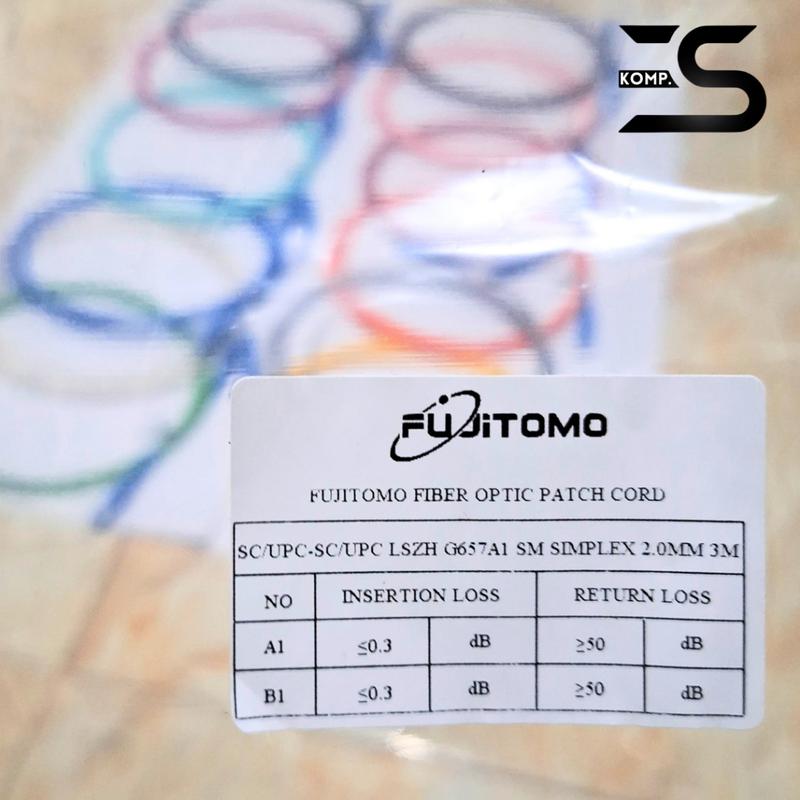 KOMP. ES
FUJITOMO
FUJITOMO FIBER OPTIC PATCH CORD
SC/UPC-SC/UPC LSZH G657A1 SM SIMPLEX 2.0MM 3M
NO INSERTION LOSS RETURN LOSS
A1 ≤0.3 dB ≥50 dB
B1 ≤0.3 dB ≥50 dB